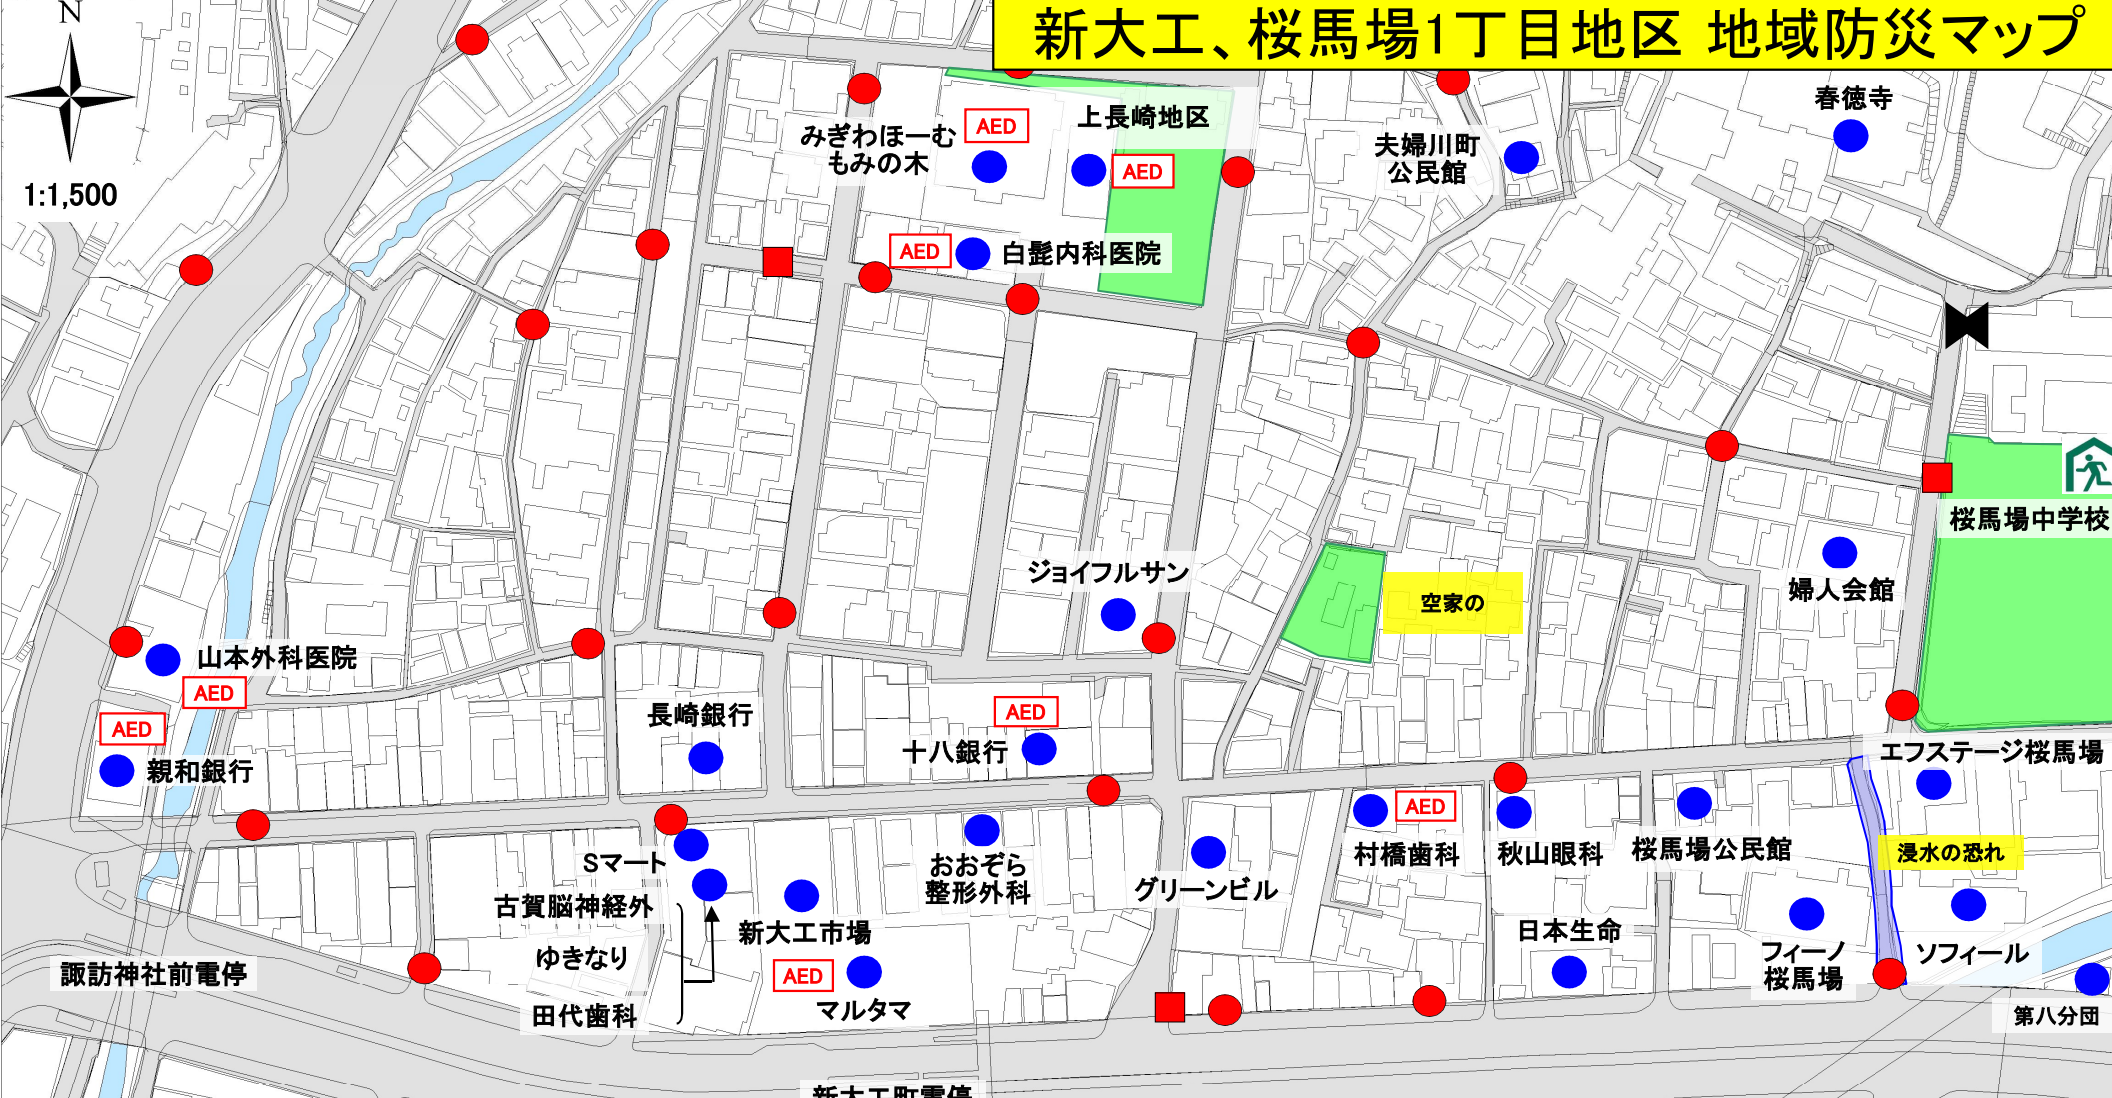 新大工、桜馬場1丁目地区 地域防災マップ
N
1:1,500
春徳寺
上長崎地区
AED
みぎわほーむ
もみの木
AED
夫婦川町
公民館
AED
白髭内科医院
桜馬場中学校
ジョイフルサン
空家の
婦人会館
山本外科医院
AED
AED
親和銀行
長崎銀行
AED
十八銀行
エフステージ桜馬場
AED
村橋歯科
秋山眼科
桜馬場公民館
浸水の恐れ
Sマート
おおぞら
整形外科
グリーンビル
古賀脳神経外
新大工市場
日本生命
フィーノ
桜馬場
ソフィール
ゆきなり
AED
マルタマ
諏訪神社前電停
田代歯科
第八分団
新大工町電停